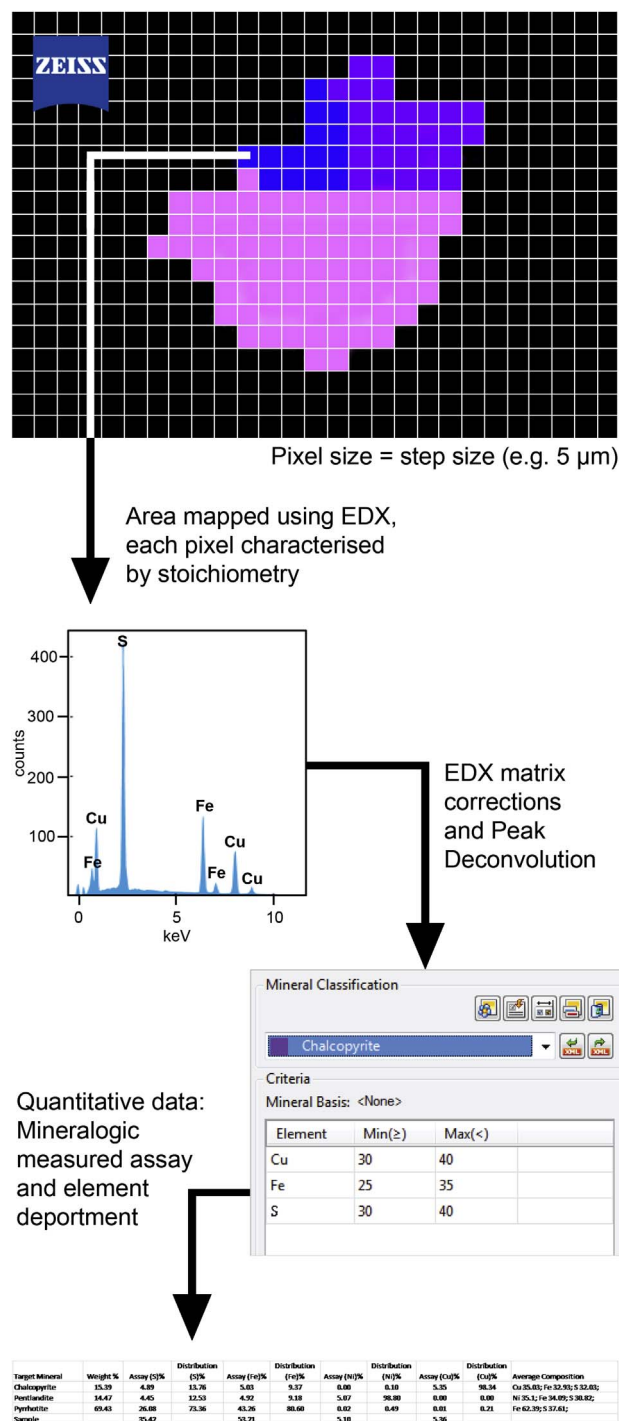 ZEISS
Pixel size = step size (e.g. 5 µm)
Area mapped using EDX,
each pixel characterised
by stoichiometry
S
400
300
counts
200
Cu
Fe
100
Fe
Cu
Fe
Cu
0 5 10
keV
EDX matrix
corrections
and Peak
Deconvolution
Mineral Classification
Chalcopyrite
XML XML
Criteria
Mineral Basis: <None>
Element Min(≥) Max(<)
Cu 30 40
Fe 25 35
S 30 40
Quantitative data:
Mineralogic
measured assay
and element
deportment
Distribution Distribution Distribution Distribution
Target Mineral Weight % Assay (S)% (S)% Assay (Fe)% (Fe)% Assay (Ni)% (Ni)% Assay (Cu)% (Cu)% Average Composition
Chalcopyrite 15.39 4.89 13.76 5.03 9.37 0.00 0.10 5.35 98.34 Cu 35.03; Fe 32.93; S 32.03;
Pentlandite 14.47 4.45 12.53 4.92 9.18 5.07 98.80 0.00 0.00 Ni 35.1; Fe 34.09; S 30.82;
Pyrrhotite 69.43 26.08 73.36 43.26 80.60 0.02 0.49 0.01 0.21 Fe 62.39; S 37.61;
Sample 35.42 53.21 5.10 5.36